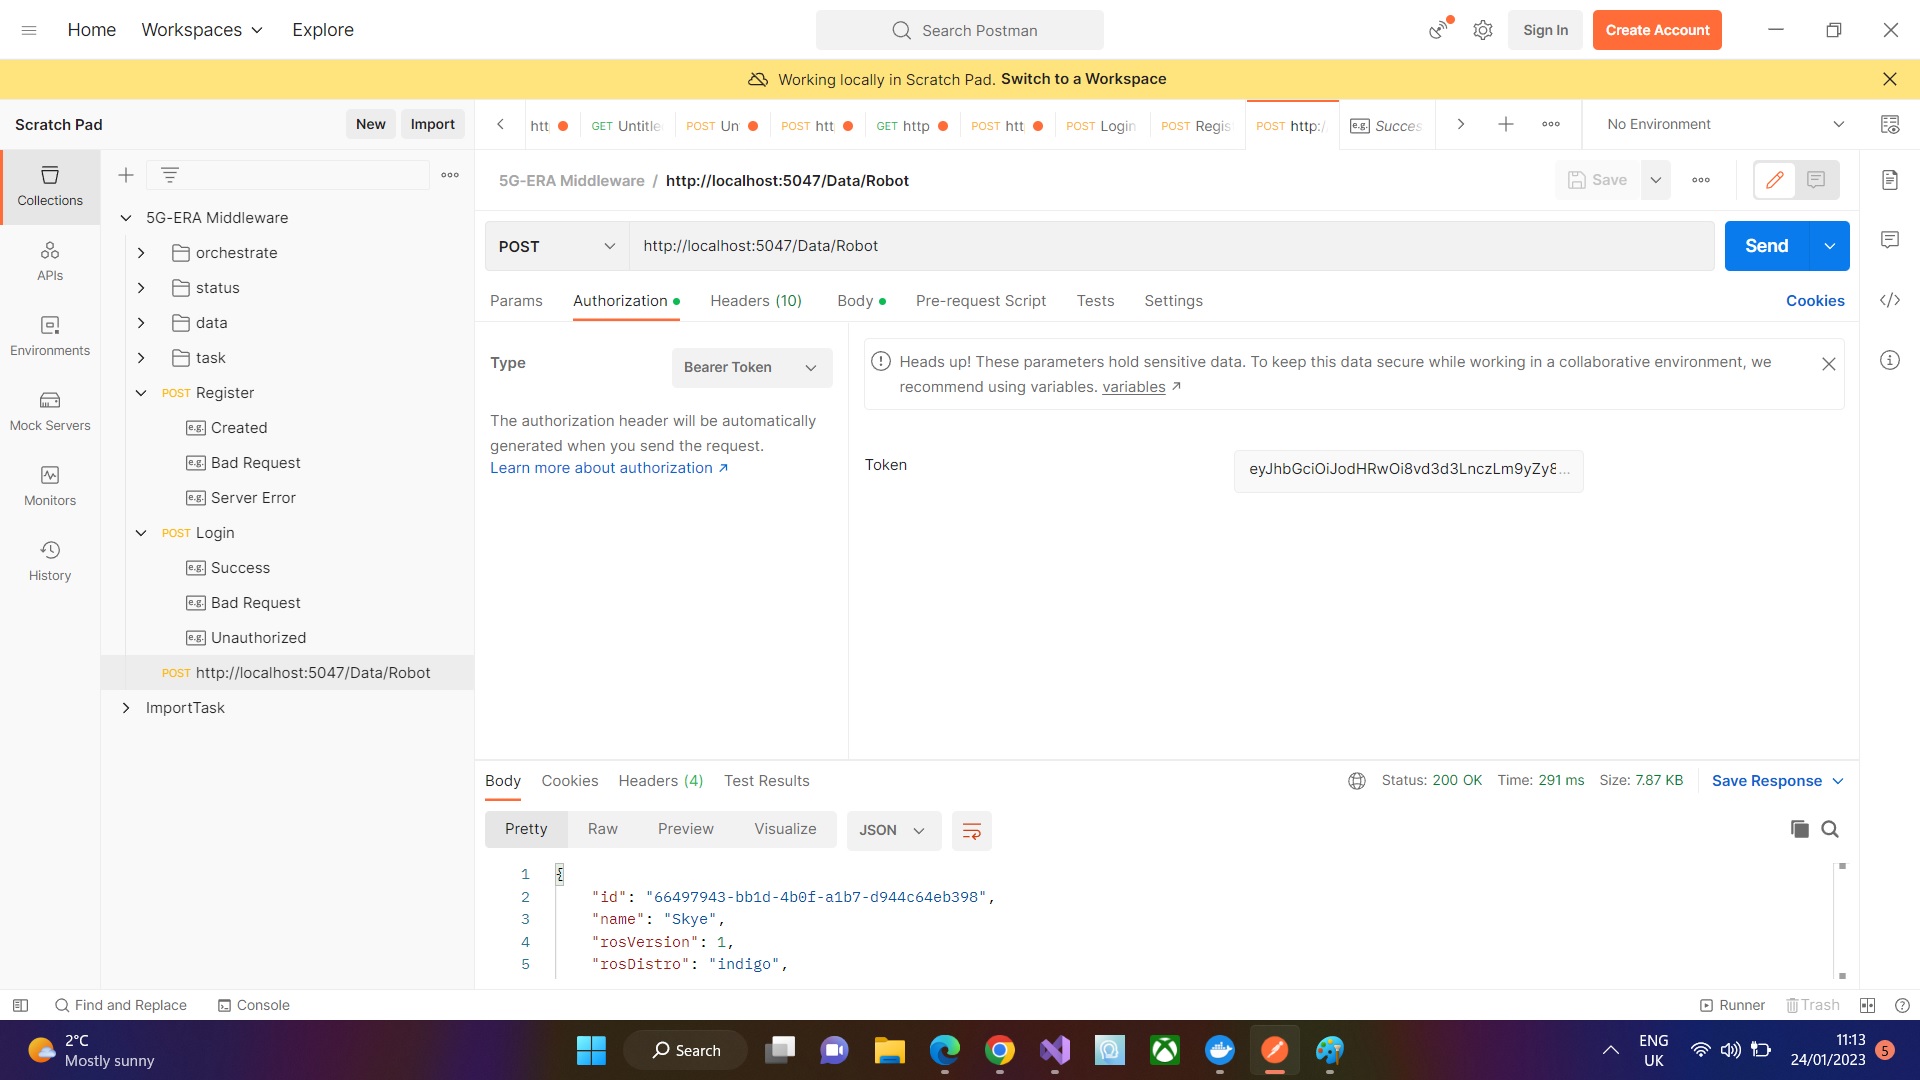 Home
Workspaces
Explore
Search Postman
Sign In
Create Account
Working locally in Scratch Pad. Switch to a Workspace
Scratch Pad
New
Import
htt
GET Untitle
POST Un
POST htt
GET http
POST htt
POST Login
POST Regis
POST http:/
e.g. Succes
No Environment
Collections
APIs
Environments
Mock Servers
Monitors
History
5G-ERA Middleware
orchestrate
status
data
task
POST Register
e.g. Created
e.g. Bad Request
e.g. Server Error
POST Login
e.g. Success
e.g. Bad Request
e.g. Unauthorized
POST http://localhost:5047/Data/Robot
ImportTask
5G-ERA Middleware / http://localhost:5047/Data/Robot
Save
POST
http://localhost:5047/Data/Robot
Send
Params
Authorization
Headers (10)
Body
Pre-request Script
Tests
Settings
Cookies
Type
Bearer Token
The authorization header will be automatically
generated when you send the request.
Learn more about authorization ↗
Heads up! These parameters hold sensitive data. To keep this data secure while working in a collaborative environment, we
recommend using variables. variables ↗
Token
eyJhbGciOiJodHRwOi8vd3d3LnczLm9yZy8...
Body
Cookies
Headers (4)
Test Results
Status: 200 OK
Time: 291 ms
Size: 7.87 KB
Save Response
Pretty
Raw
Preview
Visualize
JSON
1 {
2 "id": "66497943-bb1d-4b0f-a1b7-d944c64eb398",
3 "name": "Skye",
4 "rosVersion": 1,
5 "rosDistro": "indigo",
Find and Replace
Console
Runner
Trash
2°C
Mostly sunny
Search
ENG
UK
11:13
24/01/2023
5